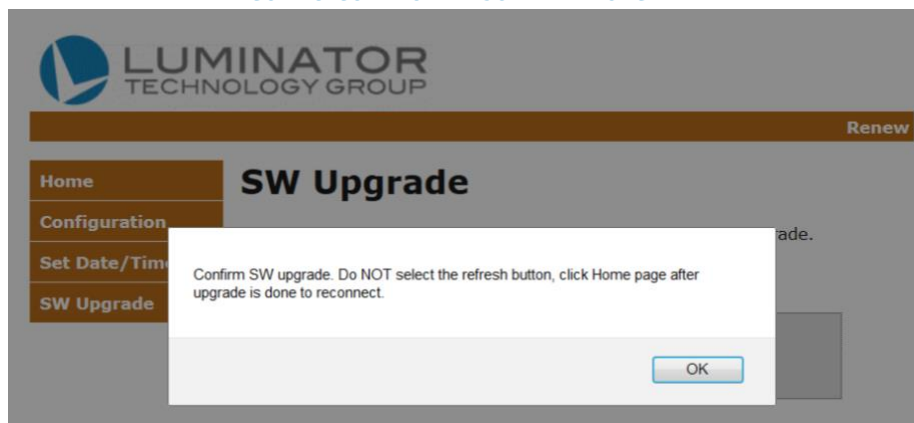 LUMINATOR
TECHNOLOGY GROUP
Renew
Home
SW Upgrade
Configuration
rade.
Set Date/Tim
Confirm SW upgrade. Do NOT select the refresh button, click Home page after
upgrade is done to reconnect.
SW Upgrade
OK